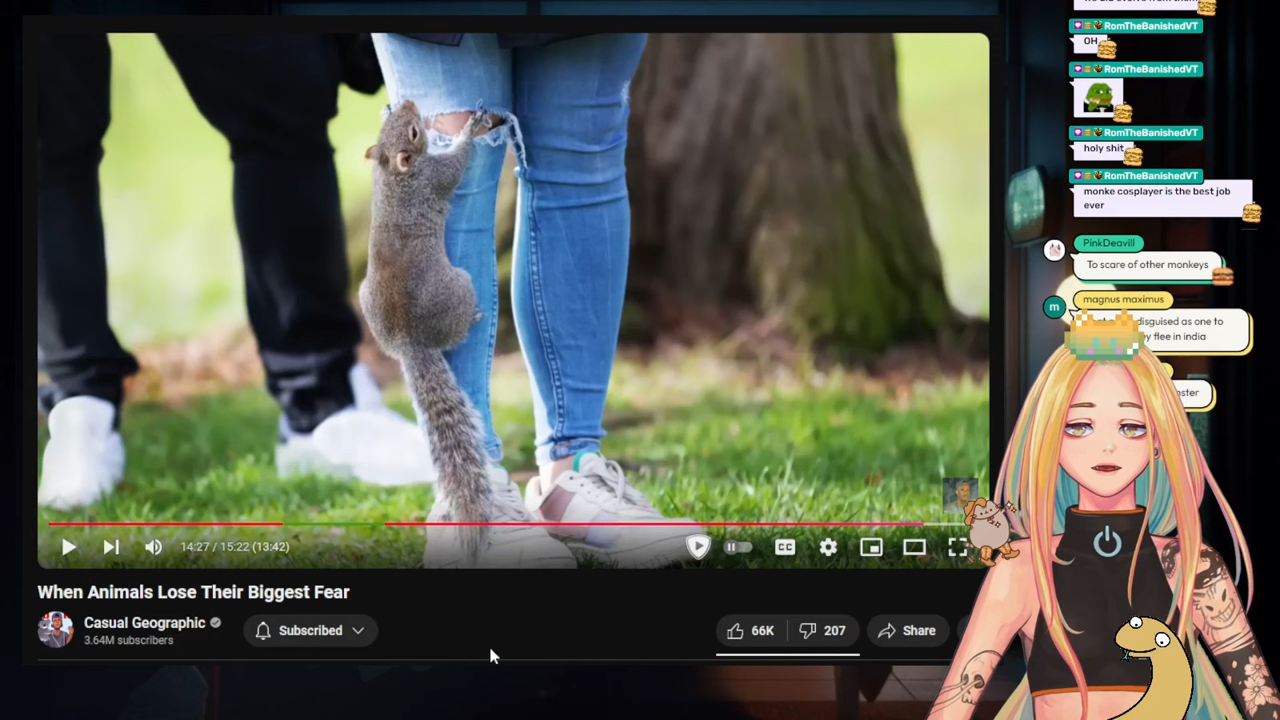 RomTheBanishedVT
OH
RomTheBanishedVT
RomTheBanishedVT
holy shit
RomTheBanishedVT
monke cosplayer is the best job
ever
PinkDeavill
To scare of other monkeys
magnus maximus
disguised as one to
flee in india
14:27 / 15:22 (13:42)
CC
When Animals Lose Their Biggest Fear
Casual Geographic
3.64M subscribers
Subscribed
66K
207
Share